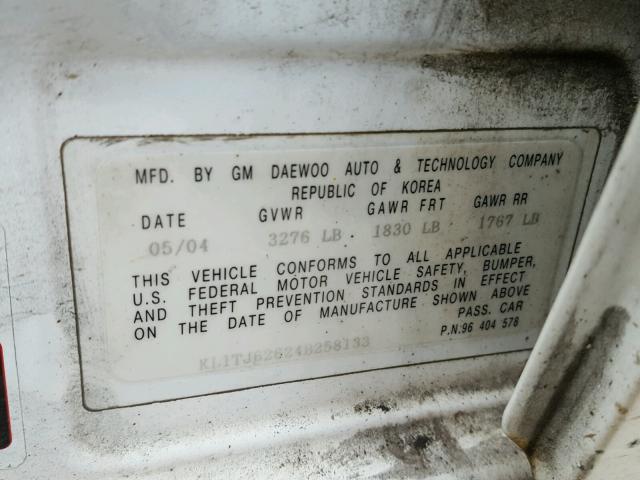 MFD. BY GM DAEWOO AUTO & TECHNOLOGY COMPANY
REPUBLIC OF KOREA
DATE GVWR GAWR FRT GAWR RR
05/04 3276 LB 1830 LB 1767 LB
THIS VEHICLE CONFORMS TO ALL APPLICABLE
U.S. FEDERAL MOTOR VEHICLE SAFETY, BUMPER,
AND THEFT PREVENTION STANDARDS IN EFFECT
ON THE DATE OF MANUFACTURE SHOWN ABOVE
PASS. CAR
P.N.96 404 578
KL1TJ62624B258133